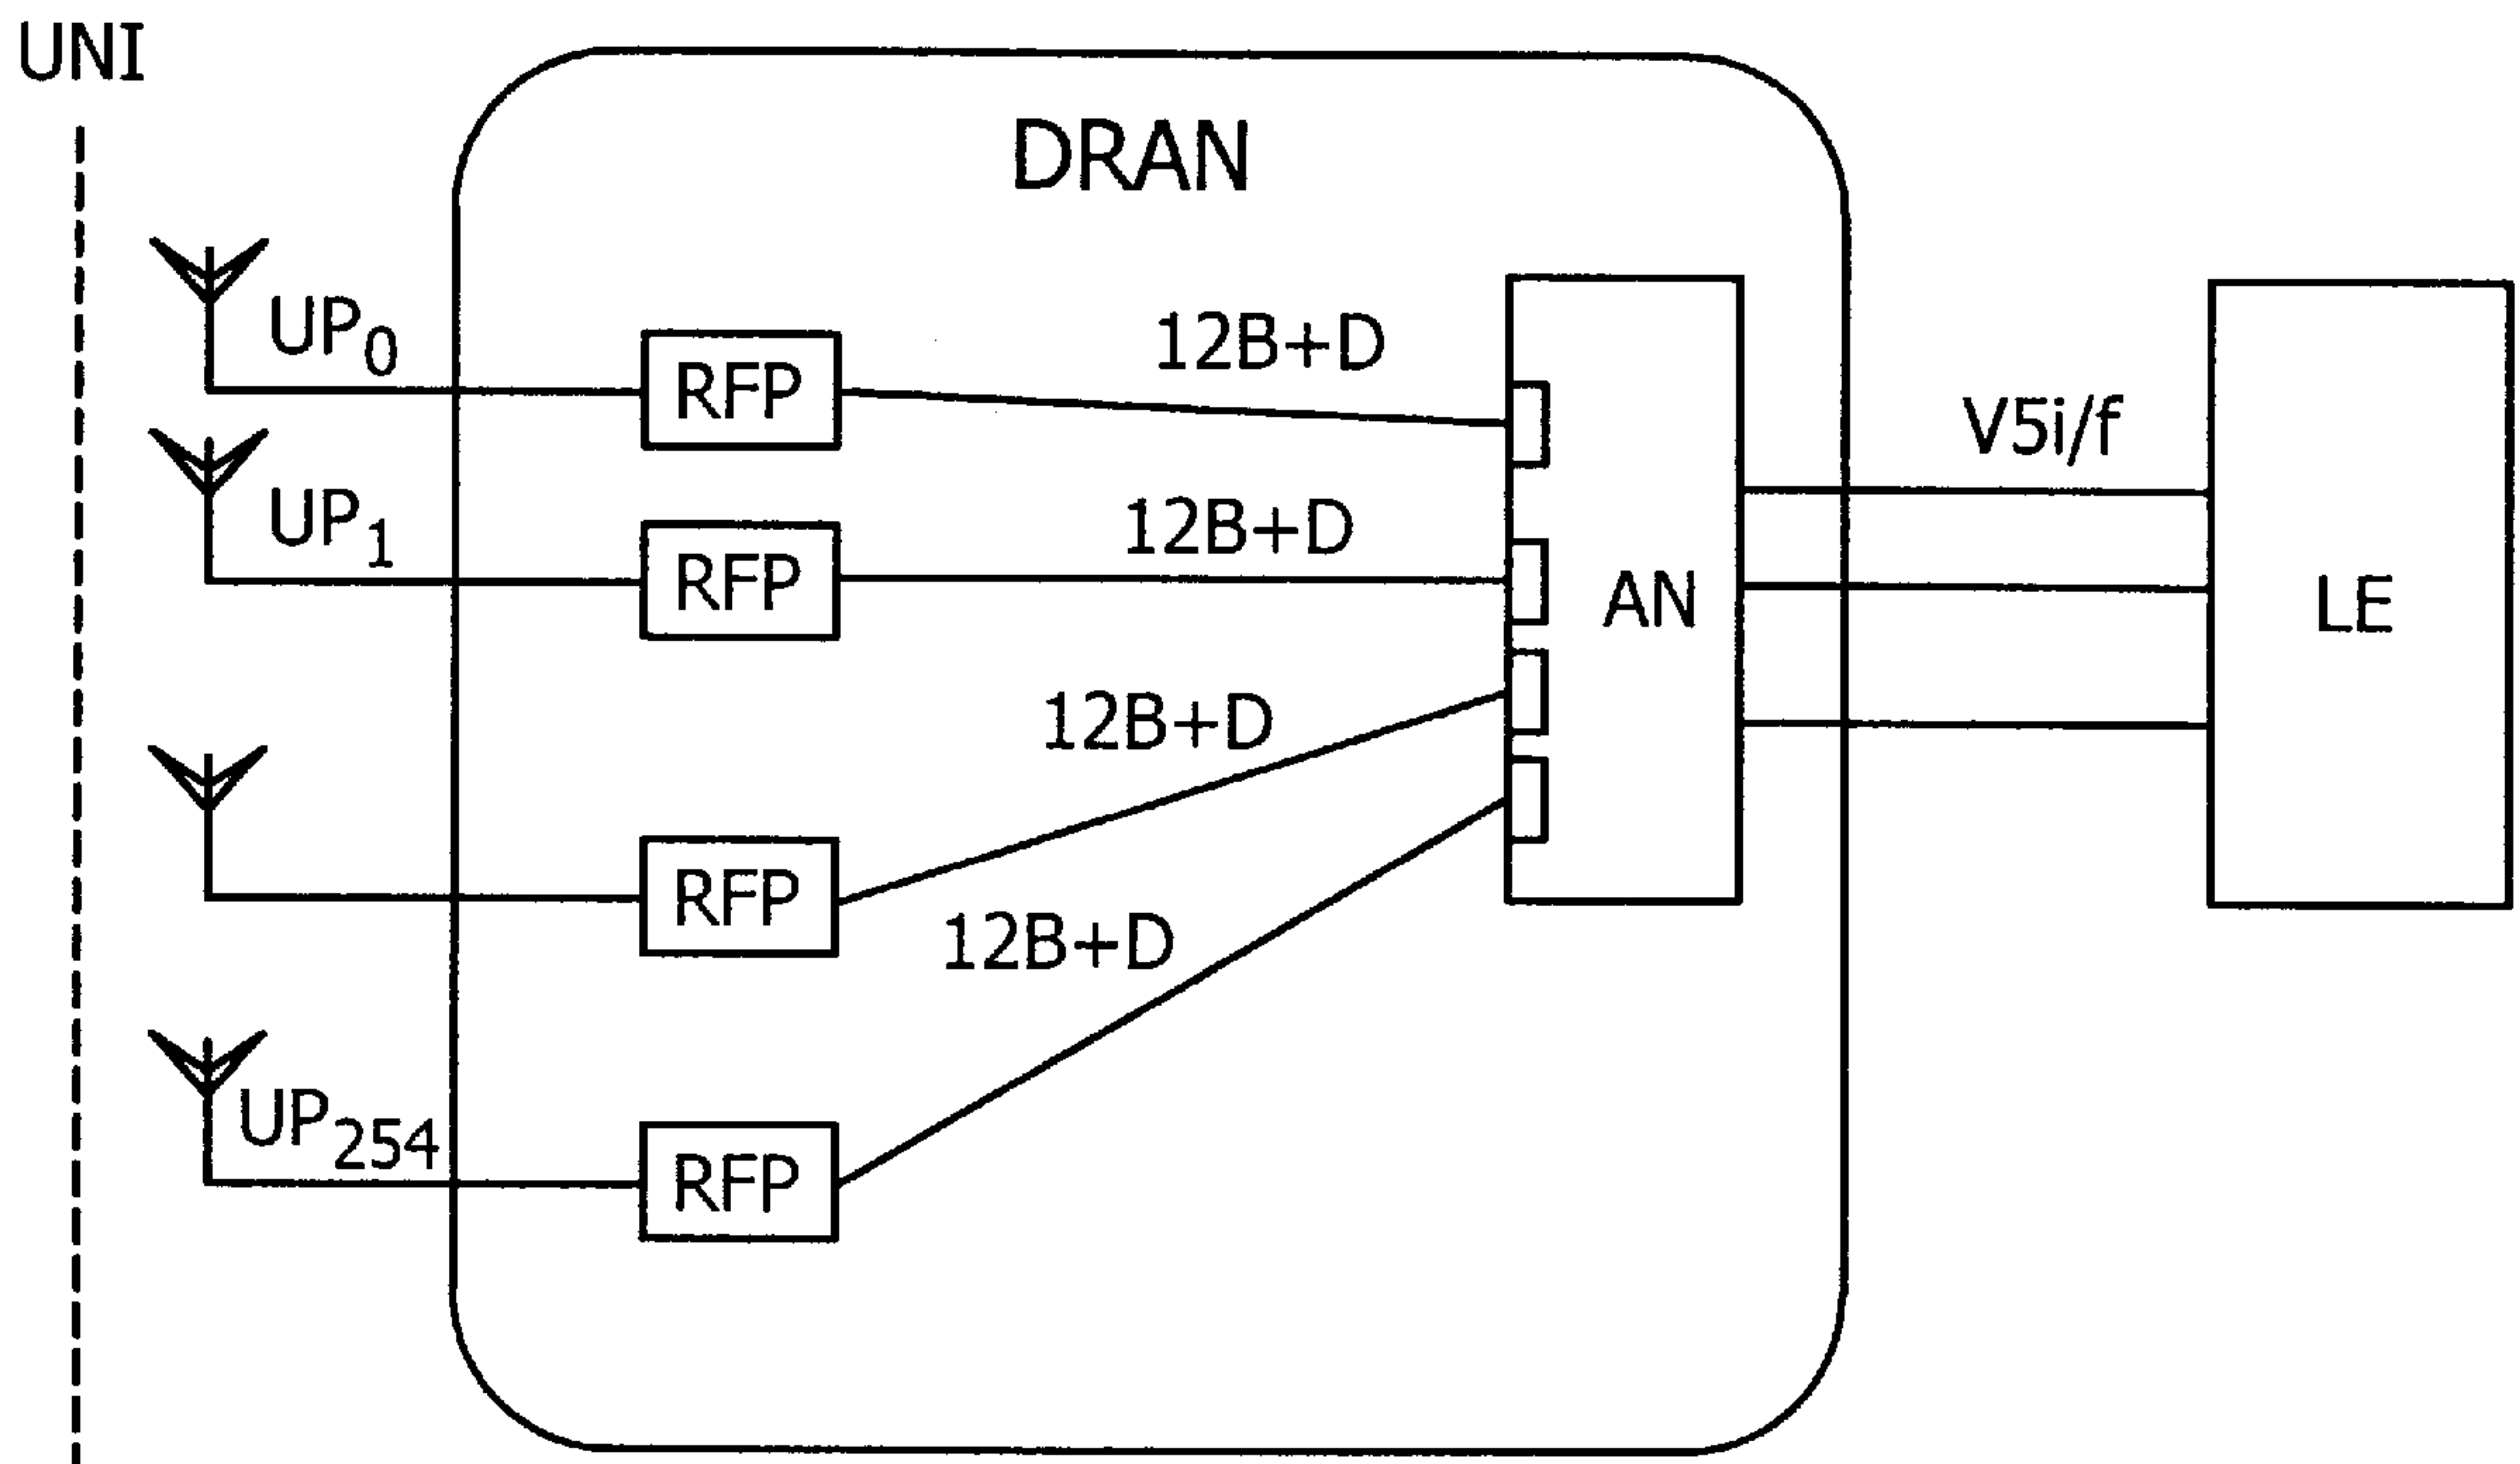 UNI
DRAN
UP0
RFP
12B+D
V5i/f
UP1
RFP
12B+D
AN
LE
12B+D
RFP
12B+D
UP254
RFP